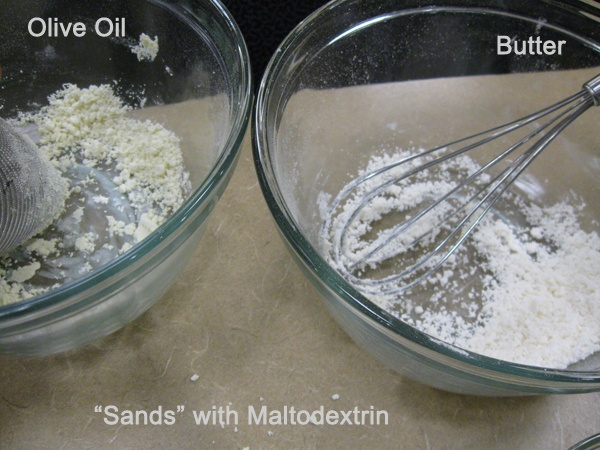 Olive Oil
Butter
“Sands” with Maltodextrin